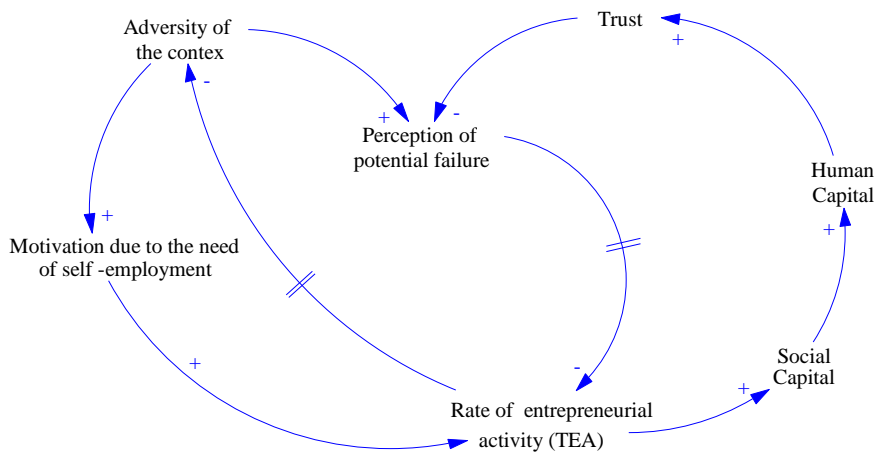 Adversity of
the contex
Trust
+
-
+
-
Perception of
potential failure
Human
Capital
+
+
Motivation due to the need
of self -employment
+
-
Social
Capital
+
Rate of entrepreneurial
activity (TEA)